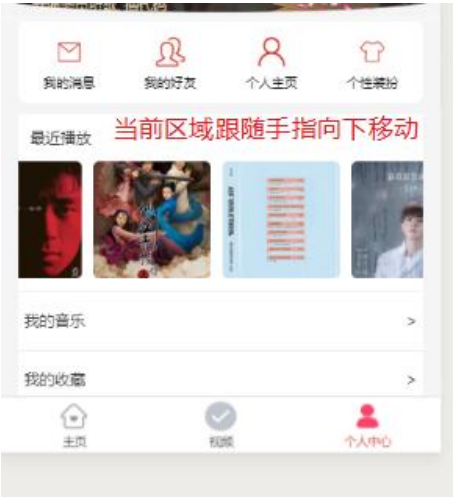 我的消息
我的好友
个人主页
个性装扮
最近播放
当前区域跟随手指向下移动
我的音乐
>
我的收藏
>
主页
视频
个人中心